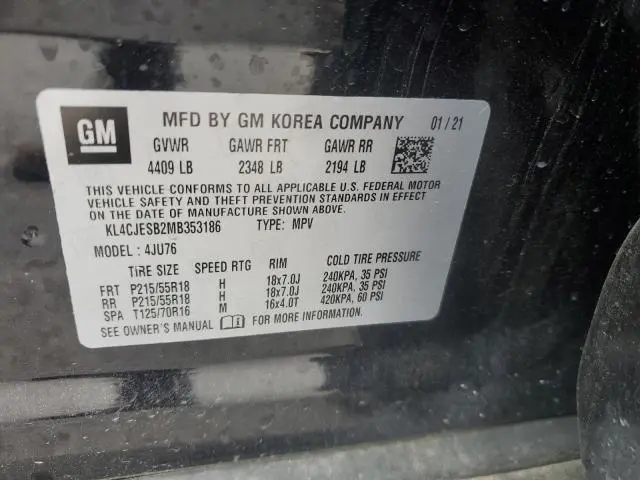 GM
MFD BY GM KOREA COMPANY 01/21
GVWR GAWR FRT GAWR RR
4409 LB 2348 LB 2194 LB
THIS VEHICLE CONFORMS TO ALL APPLICABLE U.S. FEDERAL MOTOR
VEHICLE SAFETY AND THEFT PREVENTION STANDARDS IN EFFECT
ON THE DATE OF MANUFACTURE SHOWN ABOVE.
KL4CJESB2MB353186 TYPE: MPV
MODEL: 4JU76
TIRE SIZE SPEED RTG RIM COLD TIRE PRESSURE
FRT P215/55R18 H 18x7.0J 240KPA, 35 PSI
RR P215/55R18 H 18x7.0J 240KPA, 35 PSI
SPA T125/70R16 M 16x4.0T 420KPA, 60 PSI
SEE OWNER'S MANUAL FOR MORE INFORMATION.